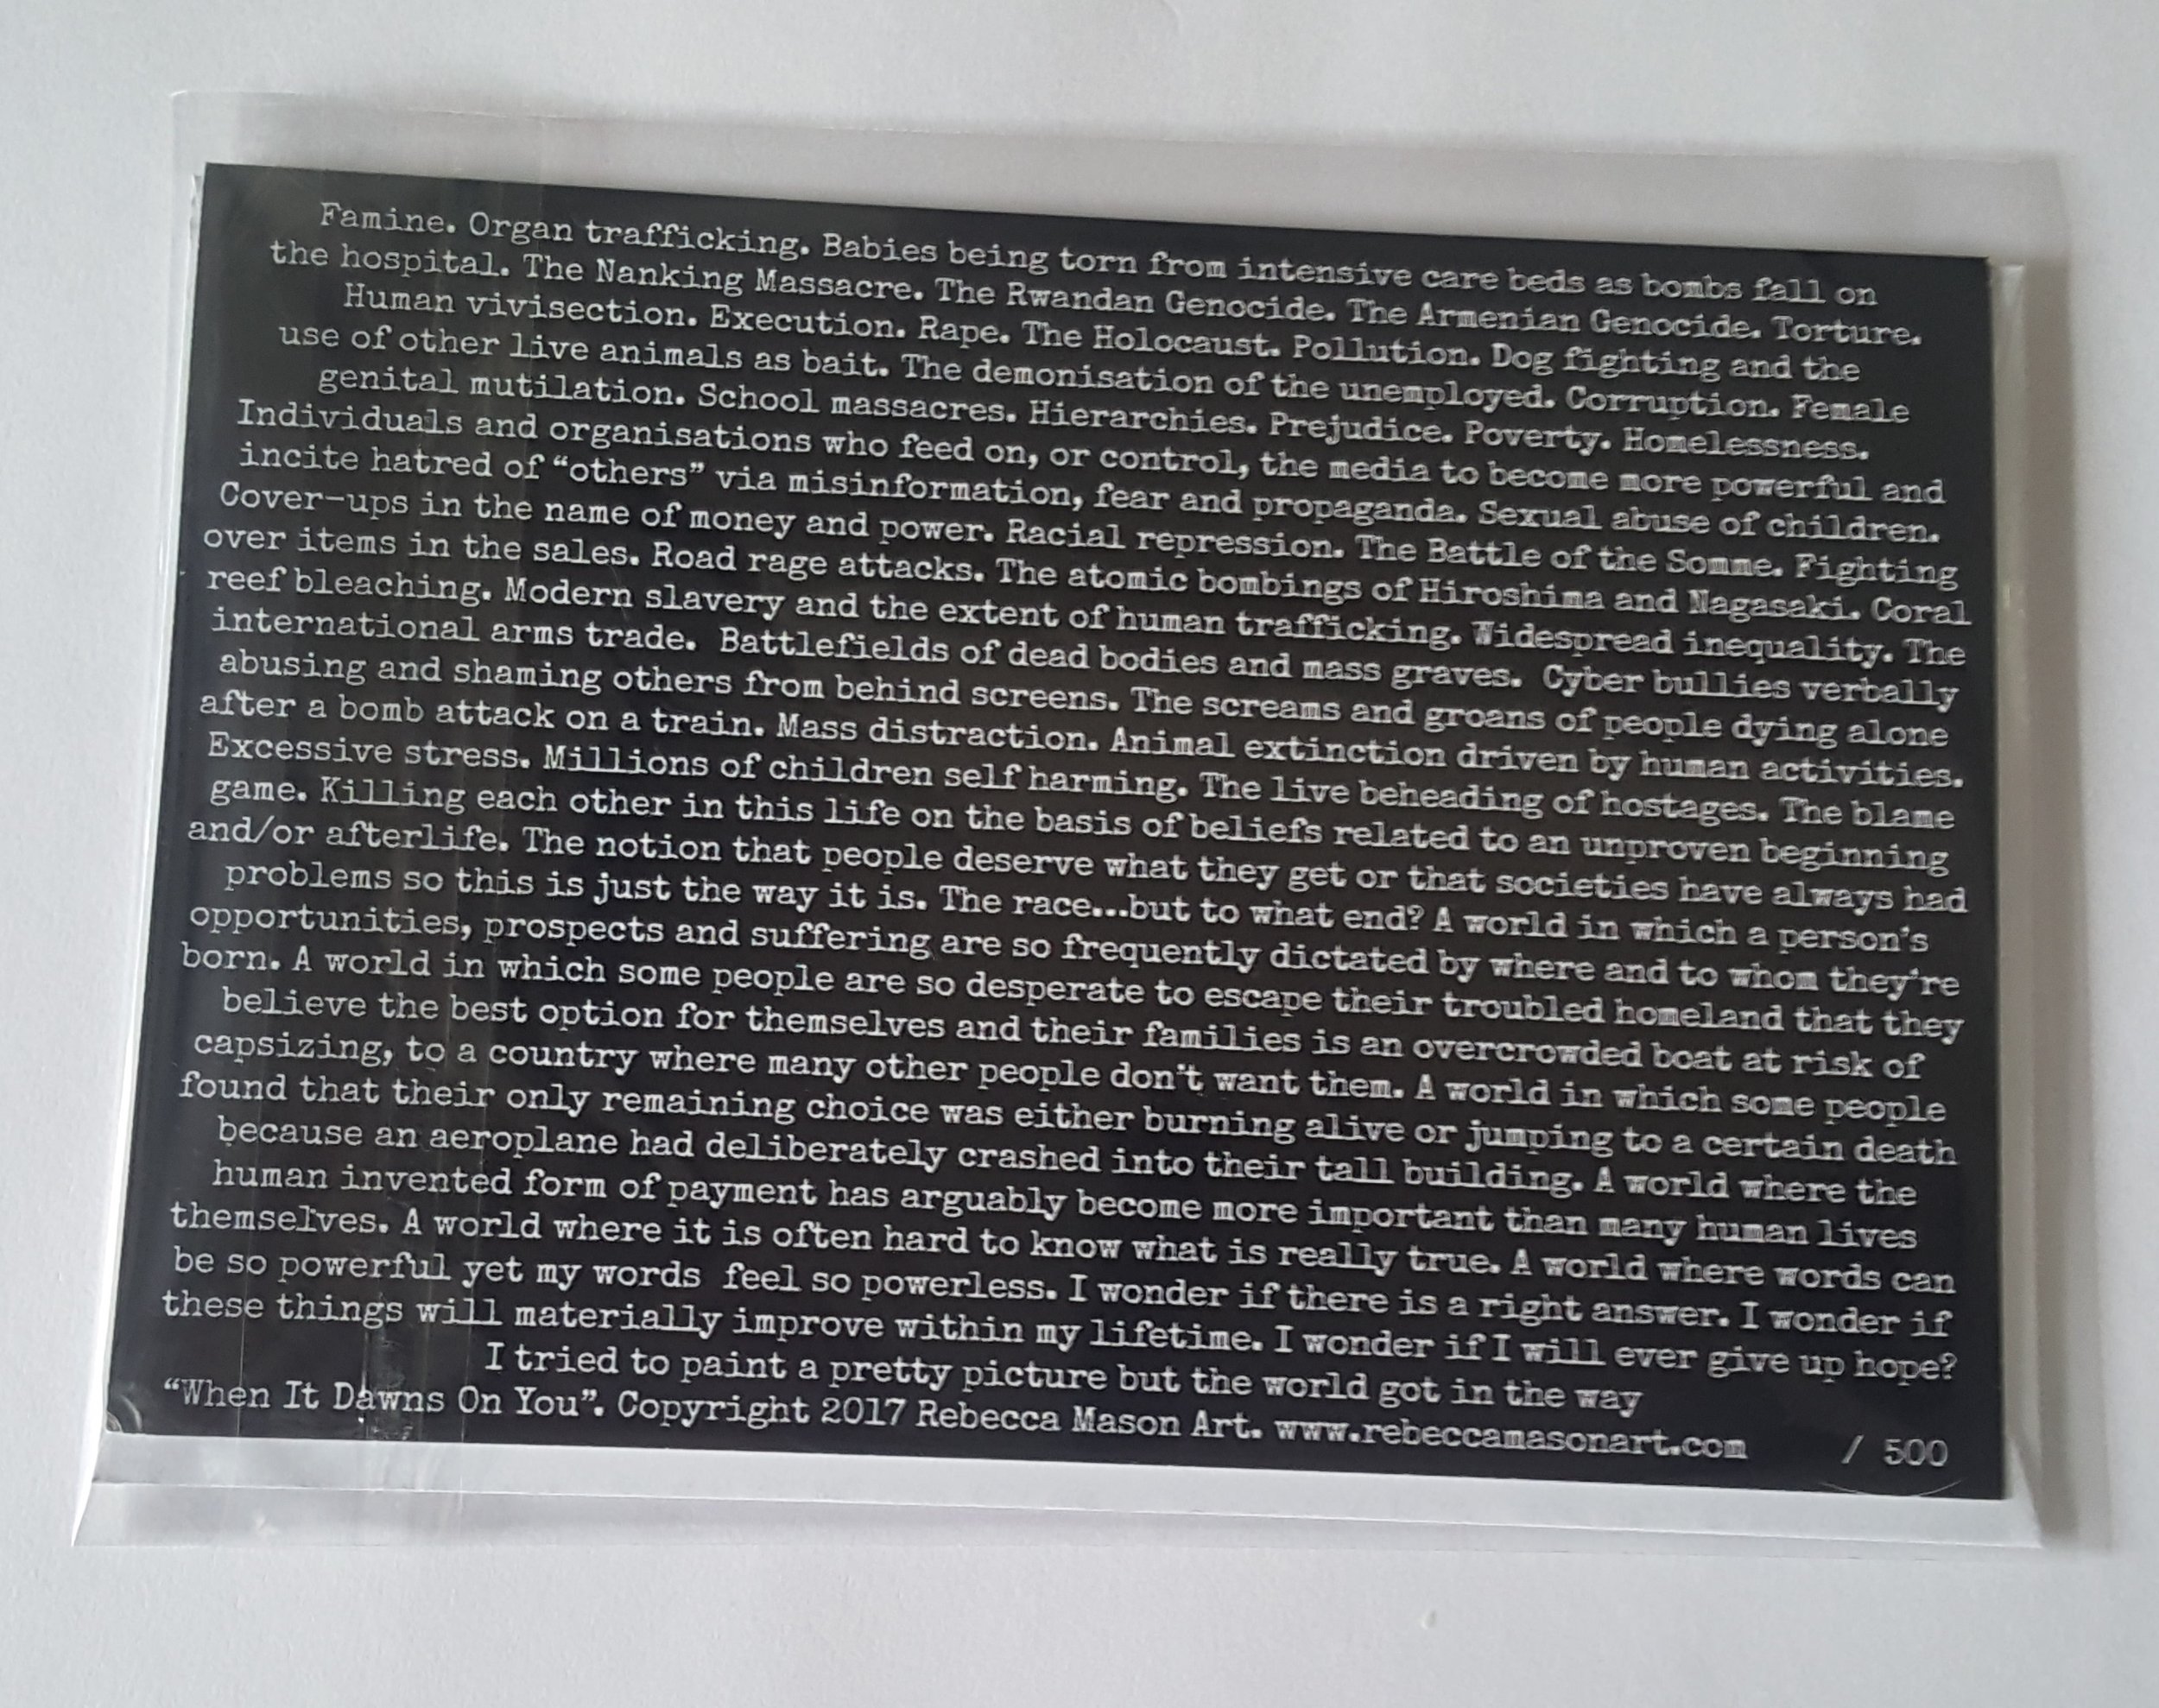 Famine. Organ trafficking. Babies being torn from intensive care beds as bombs fall on
the hospital. The Nanking Massacre. The Rwandan Genocide. The Armenian Genocide. Torture.
Human vivisection. Execution. Rape. The Holocaust. Pollution. Dog fighting and the
use of other live animals as bait. The demonisation of the unemployed. Corruption. Female
genital mutilation. School massacres. Hierarchies. Prejudice. Poverty. Homelessness.
Individuals and organisations who feed on, or control, the media to become more powerful and
incite hatred of “others” via misinformation, fear and propaganda. Sexual abuse of children.
Cover-ups in the name of money and power. Racial repression. The Battle of the Somme. Fighting
over items in the sales. Road rage attacks. The atomic bombings of Hiroshima and Nagasaki. Coral
reef bleaching. Modern slavery and the extent of human trafficking. Widespread inequality. The
international arms trade. Battlefields of dead bodies and mass graves. Cyber bullies verbally
abusing and shaming others from behind screens. The screams and groans of people dying alone
after a bomb attack on a train. Mass distraction. Animal extinction driven by human activities.
Excessive stress. Millions of children self harming. The live beheading of hostages. The blame
game. Killing each other in this life on the basis of beliefs related to an unproven beginning
and/or afterlife. The notion that people deserve what they get or that societies have always had
problems so this is just the way it is. The race...but to what end? A world in which a person's
opportunities, prospects and suffering are so frequently dictated by where and to whom they're
born. A world in which some people are so desperate to escape their troubled homeland that they
believe the best option for themselves and their families is an overcrowded boat at risk of
capsizing, to a country where many other people don't want them. A world in which some people
found that their only remaining choice was either burning alive or jumping to a certain death
because an aeroplane had deliberately crashed into their tall building. A world where the
human invented form of payment has arguably become more important than many human lives
themselves. A world where it is often hard to know what is really true. A world where words can
be so powerful yet my words feel so powerless. I wonder if there is a right answer. I wonder if
these things will materially improve within my lifetime. I wonder if I will ever give up hope?
I tried to paint a pretty picture but the world got in the way
“When It Dawns On You”. Copyright 2017 Rebecca Mason Art. www.rebeccamasonart.com / 500